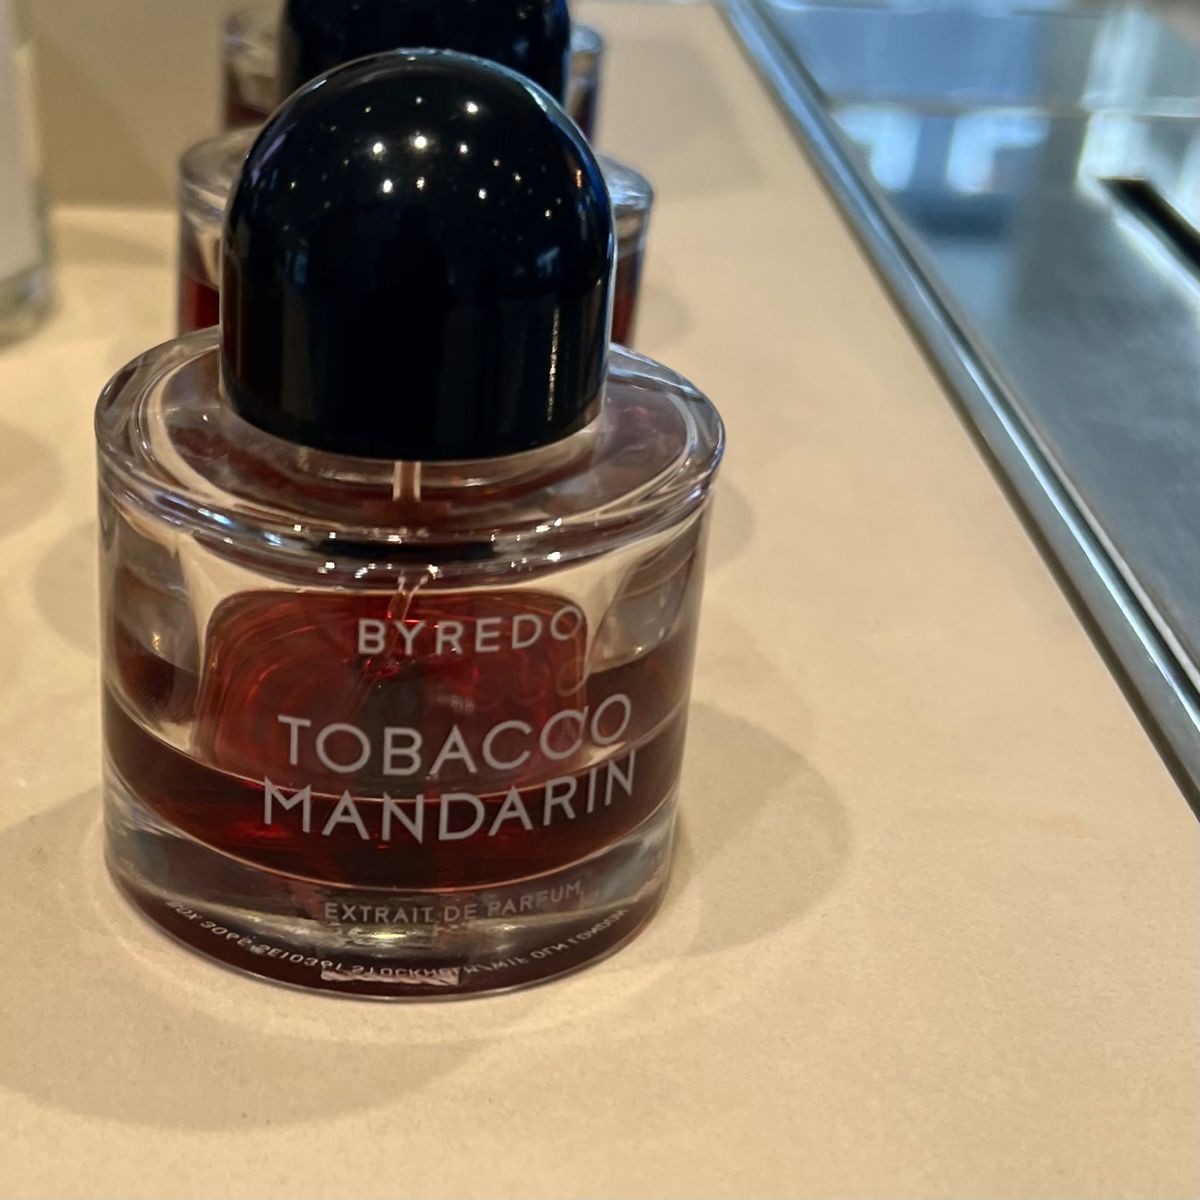 BYREDO
TOBACCO
MANDARIN
EXTRAIT DE PARFUM